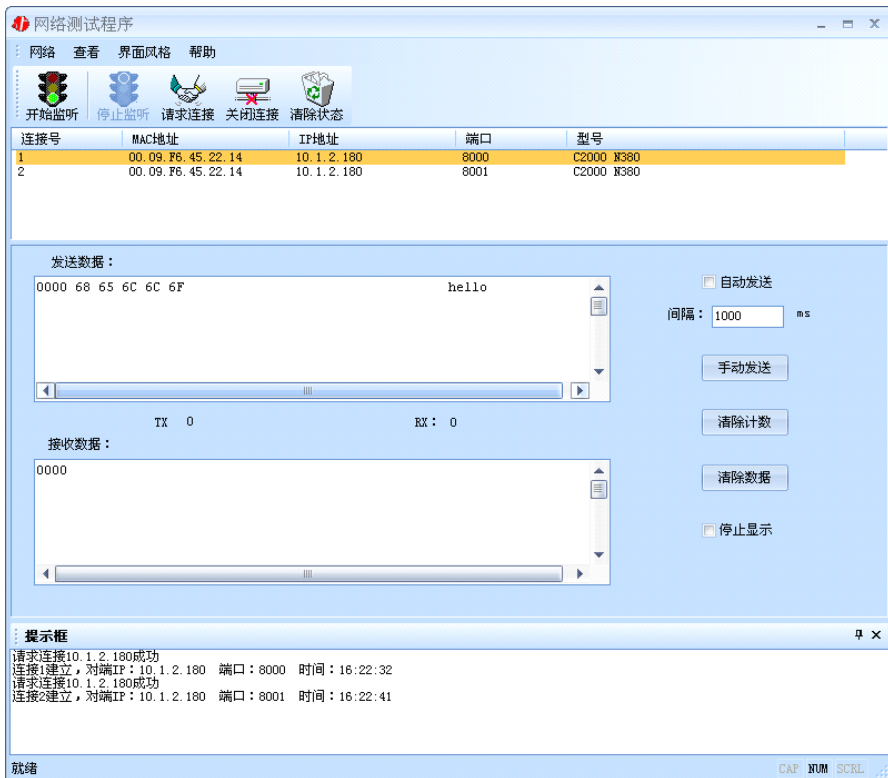 网络测试程序
网络 查看 界面风格 帮助
开始监听 停止监听 请求连接 关闭连接 清除状态
连接号 MAC地址 IP地址 端口 型号
1 00.09.F6.45.22.14 10.1.2.180 8000 C2000 N380
2 00.09.F6.45.22.14 10.1.2.180 8001 C2000 N380
发送数据：
0000 68 65 6C 6C 6F hello
自动发送
间隔： 1000 ms
手动发送
TX 0 RX： 0
清除计数
接收数据：
0000
清除数据
停止显示
提示框
请求连接10.1.2.180成功
连接1建立，对端IP：10.1.2.180 端口：8000 时间：16:22:32
请求连接10.1.2.180成功
连接2建立，对端IP：10.1.2.180 端口：8001 时间：16:22:41
就绪 CAP NUM SCRL